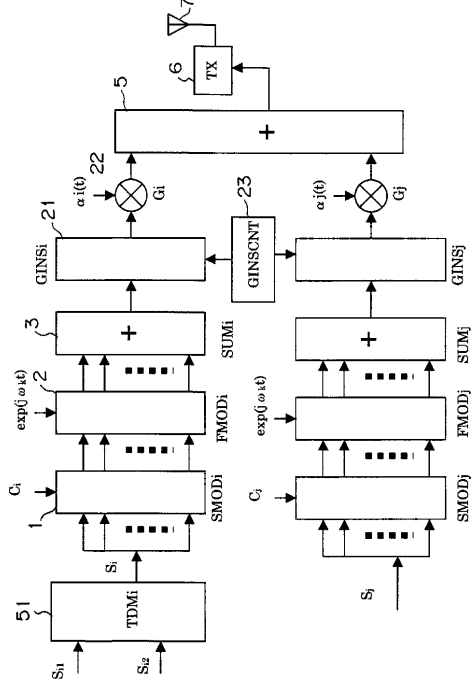 7
6
TX
5
+
22
αi(t)
Gi
αj(t)
Gj
21
GINSi
23
GINSCNT
GINSj
3
+
SUMi
+
SUMj
exp(jωkt)
2
FMODi
exp(jωkt)
FMODj
Ci
1
SMODi
Cj
SMODj
Si
Sj
51
TDMi
Si1
Si2